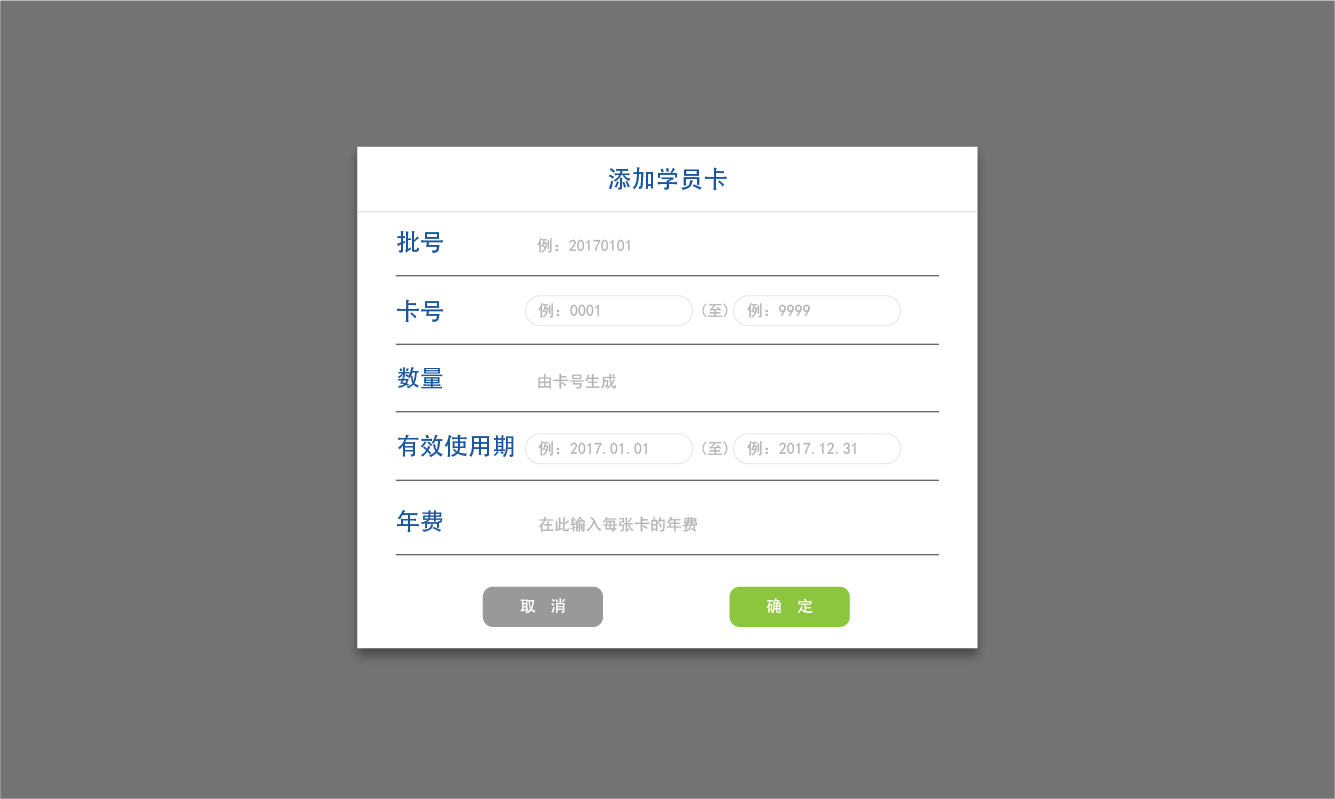 添加学员卡
批号 例：20170101
卡号 例：0001 （至） 例：9999
数量 由卡号生成
有效使用期 例：2017.01.01 （至） 例：2017.12.31
年费 在此输入每张卡的年费
取 消 确 定